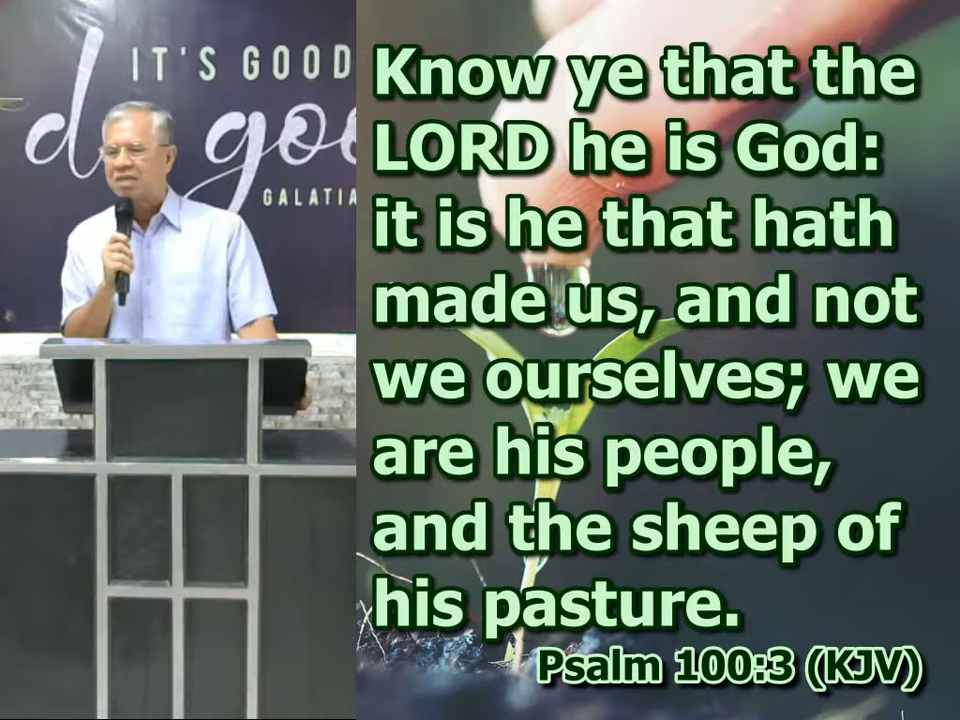 IT'S GOOD
GALATIA
Know ye that the
LORD he is God:
it is he that hath
made us, and not
we ourselves; we
are his people,
and the sheep of
his pasture.
Psalm 100:3 (KJV)